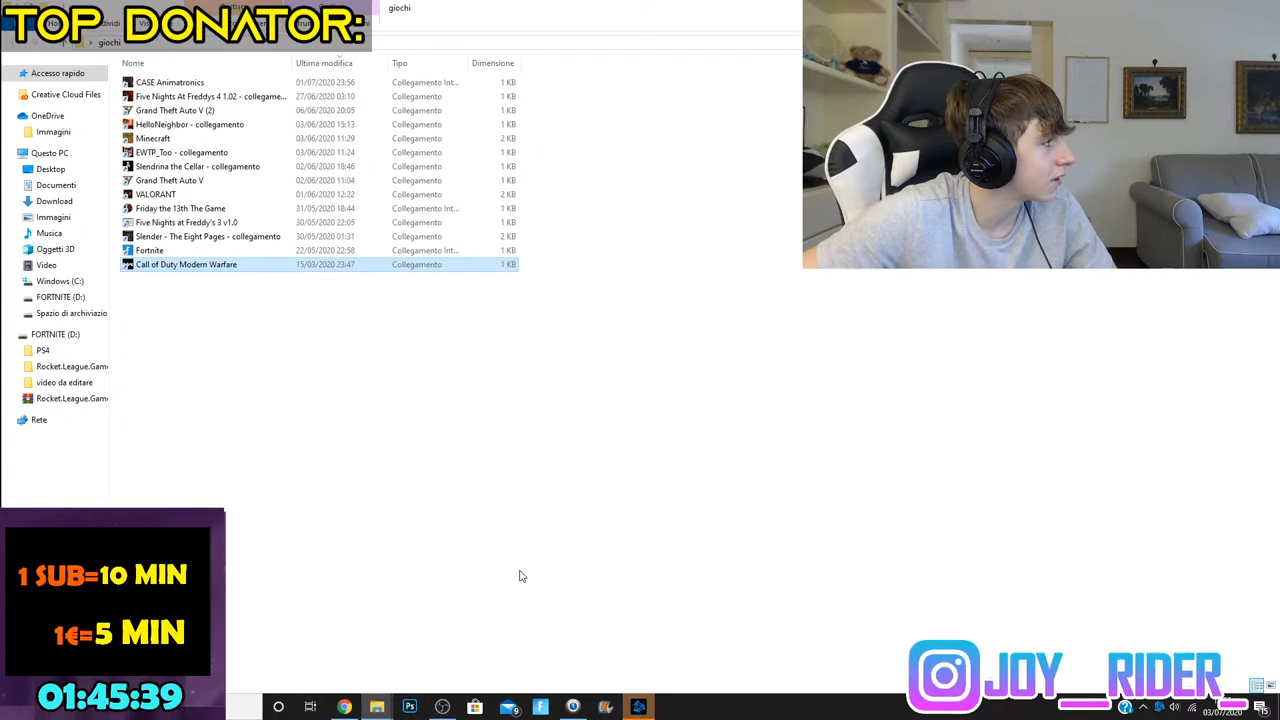 giochi
TOP DONATOR:
giochi
Nome Ultima modifica Tipo Dimensione
Accesso rapido
Creative Cloud Files
OneDrive
Immagini
Questo PC
Desktop
Documenti
Download
Immagini
Musica
Oggetti 3D
Video
Windows (C:)
FORTNITE (D:)
Spazio di archiviazio
FORTNITE (D:)
PS4
Rocket.League.Game
video da editare
Rocket.League.Game
Rete
CASE Animatronics 01/07/2020 23:56 Collegamento Int... 1 KB
Five Nights At Freddys 4 1.02 - collegame... 27/06/2020 03:10 Collegamento 1 KB
Grand Theft Auto V (2) 06/06/2020 20:05 Collegamento Int... 1 KB
HelloNeighbor - collegamento 03/06/2020 15:13 Collegamento 1 KB
Minecraft 03/06/2020 11:29 Collegamento 2 KB
EWTP_Too - collegamento 03/06/2020 11:24 Collegamento 1 KB
Slendrina the Cellar - collegamento 02/06/2020 18:46 Collegamento 1 KB
Grand Theft Auto V 02/06/2020 11:04 Collegamento 1 KB
VALORANT 01/06/2020 12:22 Collegamento 2 KB
Friday the 13th The Game 31/05/2020 18:44 Collegamento Int... 1 KB
Five Nights at Freddy's 3 v1.0 30/05/2020 22:05 Collegamento 1 KB
Slender - The Eight Pages - collegamento 30/05/2020 01:31 Collegamento 2 KB
Fortnite 22/05/2020 22:58 Collegamento Int... 1 KB
Call of Duty Modern Warfare 15/03/2020 23:47 Collegamento 1 KB
1 SUB=10 MIN
1€=5 MIN
01:45:39
JOY__RIDER_
Ps
03/07/2020
15